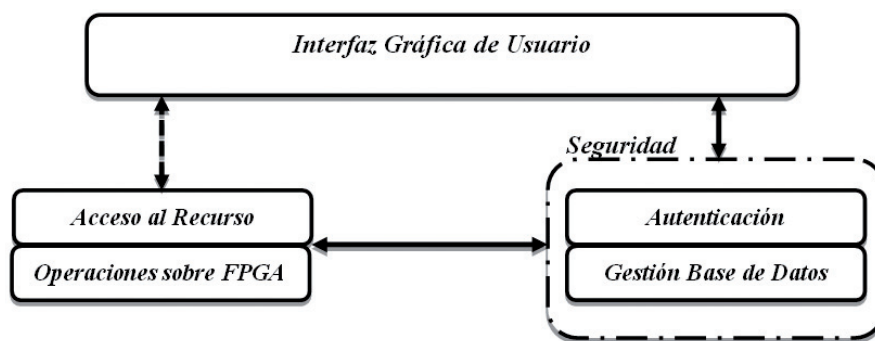 Interfaz Gráfica de Usuario
Seguridad
Acceso al Recurso
Autenticación
Operaciones sobre FPGA
Gestión Base de Datos